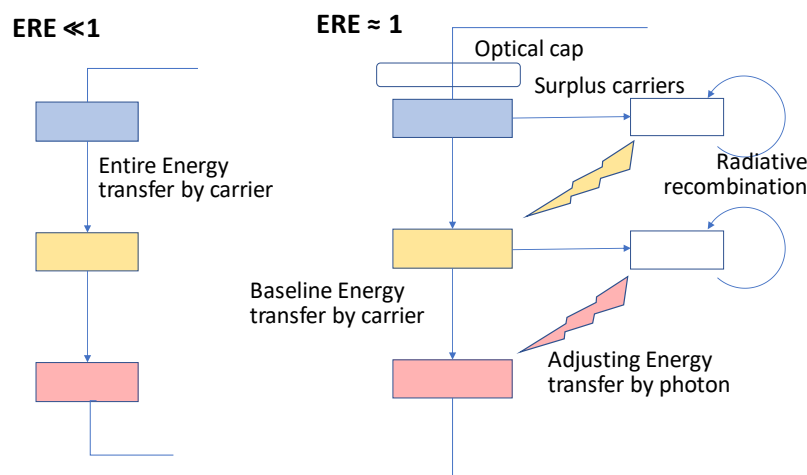 ERE ≪1
ERE ≈ 1
Optical cap
Surplus carriers
Entire Energy
transfer by carrier
Radiative
recombination
Baseline Energy
transfer by carrier
Adjusting Energy
transfer by photon